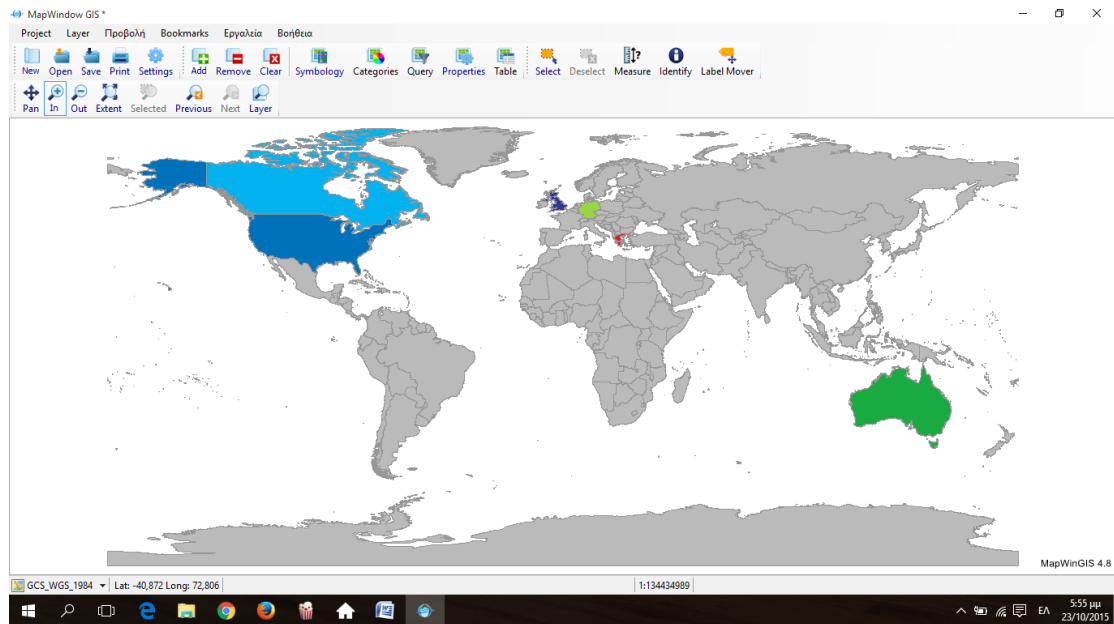 MapWindow GIS *
Project Layer Προβολή Bookmarks Εργαλεία Βοήθεια
New Open Save Print Settings Add Remove Clear Symbology Categories Query Properties Table Select Deselect Measure Identify Label Mover
Pan In Out Extent Selected Previous Next Layer
MapWinGIS 4.8
GCS_WGS_1984 Lat: -40,872 Long: 72,806 1:134434989
ΕΛ 5:55 μμ
23/10/2015